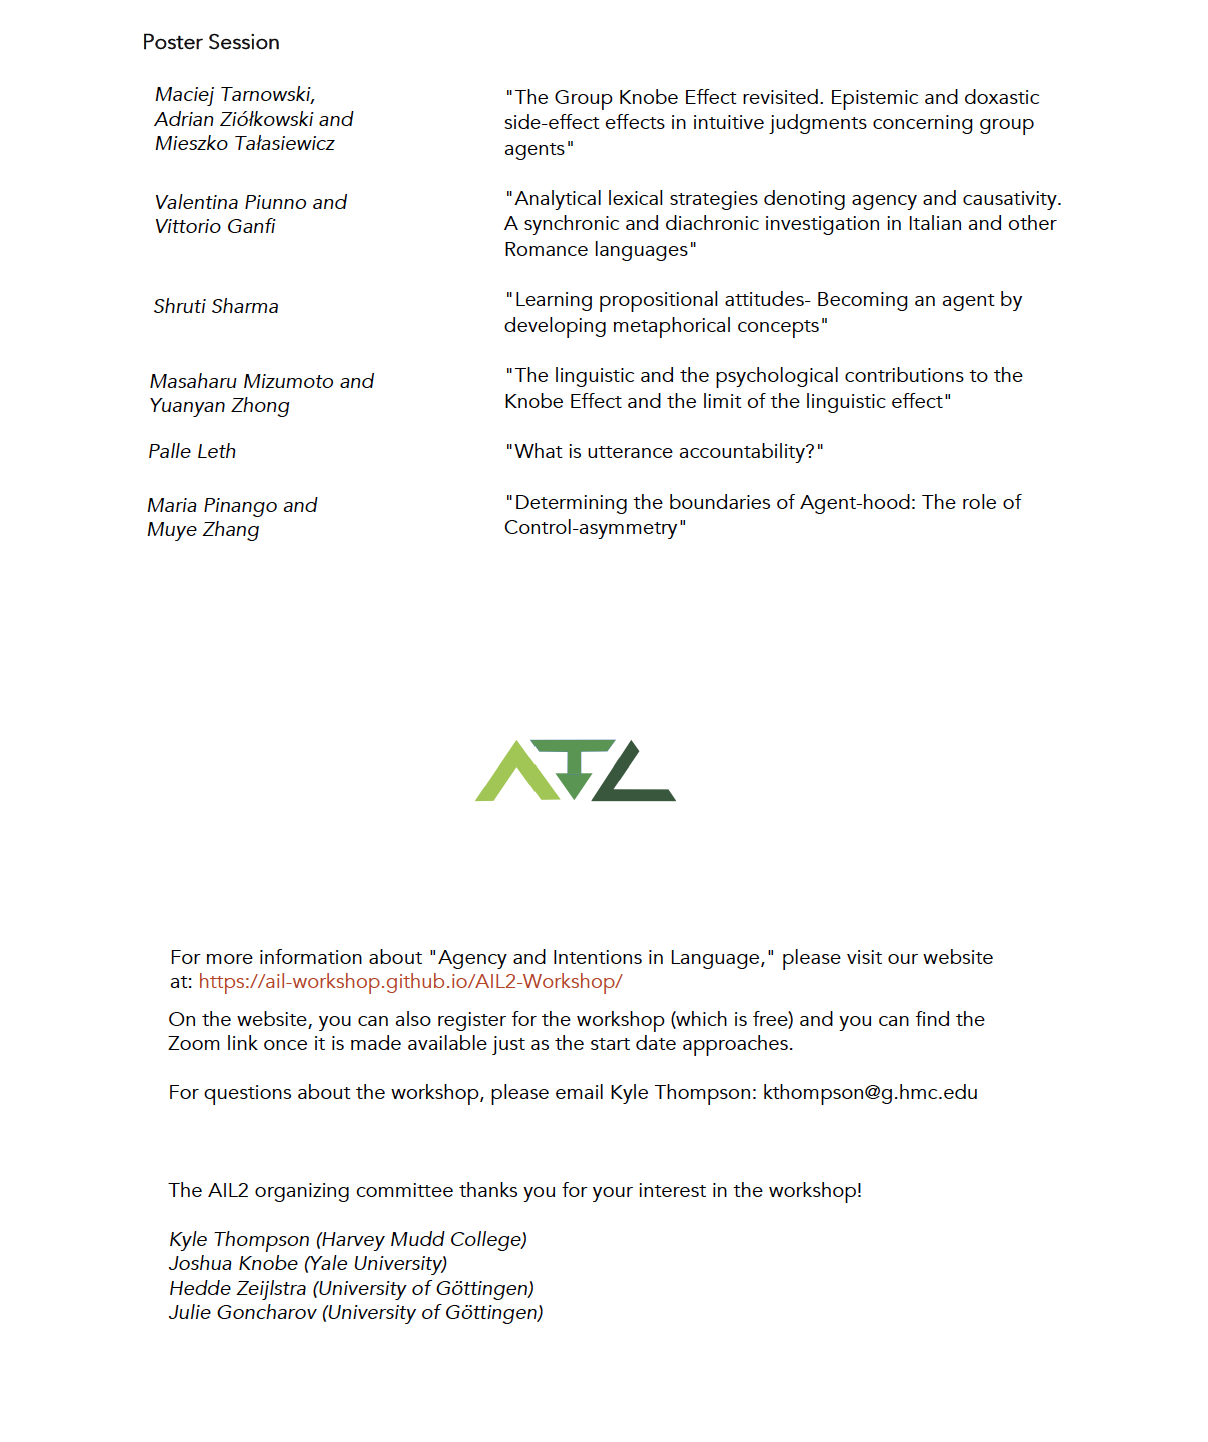 Poster Session
Maciej Tarnowski,
Adrian Ziółkowski and
Mieszko Tałasiewicz
"The Group Knobe Effect revisited. Epistemic and doxastic
side-effect effects in intuitive judgments concerning group
agents"
Valentina Piunno and
Vittorio Ganfi
"Analytical lexical strategies denoting agency and causativity.
A synchronic and diachronic investigation in Italian and other
Romance languages"
Shruti Sharma
"Learning propositional attitudes- Becoming an agent by
developing metaphorical concepts"
Masaharu Mizumoto and
Yuanyan Zhong
"The linguistic and the psychological contributions to the
Knobe Effect and the limit of the linguistic effect"
Palle Leth
"What is utterance accountability?"
Maria Pinango and
Muye Zhang
"Determining the boundaries of Agent-hood: The role of
Control-asymmetry"
AIL
For more information about "Agency and Intentions in Language," please visit our website
at: https://ail-workshop.github.io/AIL2-Workshop/
On the website, you can also register for the workshop (which is free) and you can find the
Zoom link once it is made available just as the start date approaches.
For questions about the workshop, please email Kyle Thompson: kthompson@g.hmc.edu
The AIL2 organizing committee thanks you for your interest in the workshop!
Kyle Thompson (Harvey Mudd College)
Joshua Knobe (Yale University)
Hedde Zeijlstra (University of Göttingen)
Julie Goncharov (University of Göttingen)